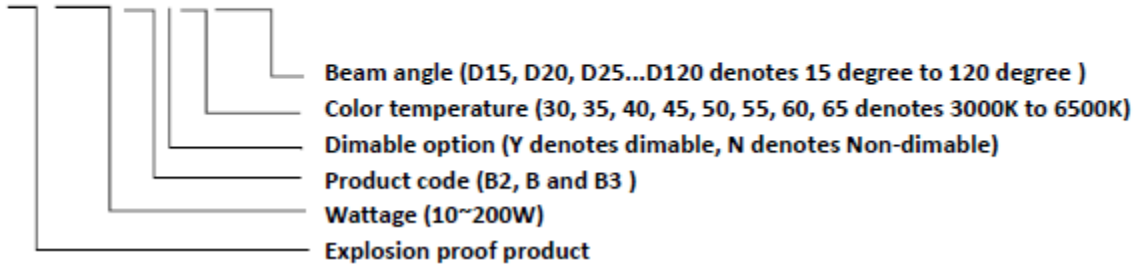 Beam angle (D15, D20, D25...D120 denotes 15 degree to 120 degree )
Color temperature (30, 35, 40, 45, 50, 55, 60, 65 denotes 3000K to 6500K)
Dimable option (Y denotes dimable, N denotes Non-dimable)
Product code (B2, B and B3 )
Wattage (10~200W)
Explosion proof product